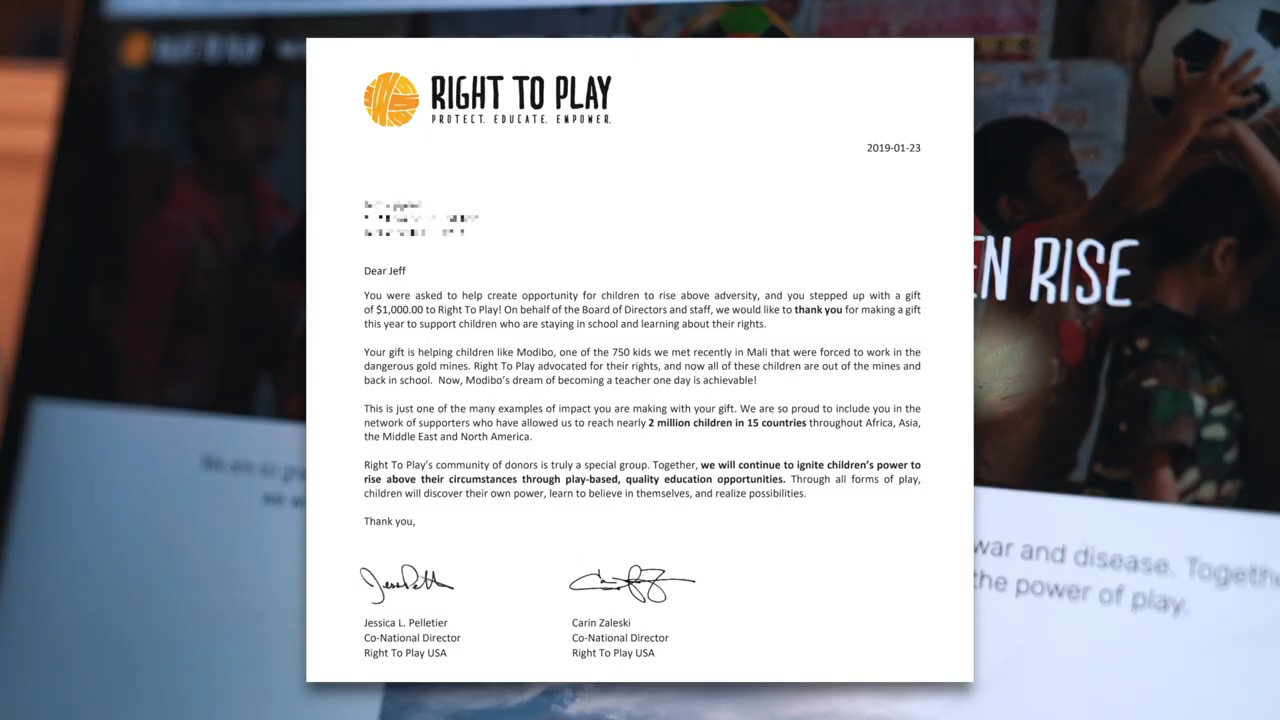 RIGHT TO PLAY
PROTECT. EDUCATE. EMPOWER.
2019-01-23
Dear Jeff
You were asked to help create opportunity for children to rise above adversity, and you stepped up with a gift
of $1,000.00 to Right To Play! On behalf of the Board of Directors and staff, we would like to thank you for making a gift
this year to support children who are staying in school and learning about their rights.
Your gift is helping children like Modibo, one of the 750 kids we met recently in Mali that were forced to work in the
dangerous gold mines. Right To Play advocated for their rights, and now all of these children are out of the mines and
back in school. Now, Modibo's dream of becoming a teacher one day is achievable!
This is just one of the many examples of impact you are making with your gift. We are so proud to include you in the
network of supporters who have allowed us to reach nearly 2 million children in 15 countries throughout Africa, Asia,
the Middle East and North America.
Right To Play's community of donors is truly a special group. Together, we will continue to ignite children's power to
rise above their circumstances through play-based, quality education opportunities. Through all forms of play,
children will discover their own power, learn to believe in themselves, and realize possibilities.
Thank you,
Jessica L. Pelletier
Co-National Director
Right To Play USA
Carin Zaleski
Co-National Director
Right To Play USA
EN RISE
war and disease. Togeth
the power of play.